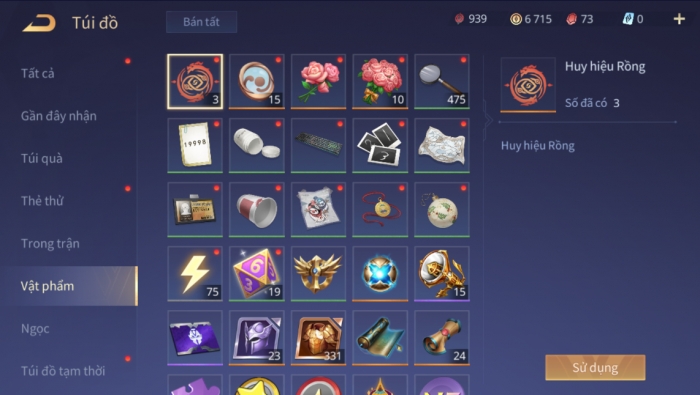 Túi đồ
Bán tất
939
6 715
73
0
Tất cả
Gần đây nhận
Túi quà
Thẻ thử
Trong trận
Vật phẩm
Ngọc
Túi đồ tạm thời
3
15
10
475
19998
75
6
3
19
15
23
331
24
Huy hiệu Rồng
Số đã có 3
Huy hiệu Rồng
Sử dụng